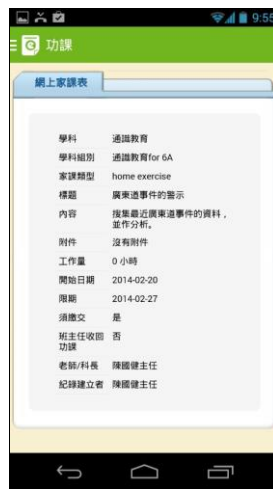 9:55
功課
網上家課表
學科 通識教育
學科組別 通識教育for 6A
家課類型 home exercise
標題 廣東道事件的警示
內容 搜集最近廣東道事件的資料，
並作分析。
附件 沒有附件
工作量 0 小時
開始日期 2014-02-20
限期 2014-02-27
須繳交 是
班主任收回 否
功課
老師/科長 陳國健主任
紀錄建立者 陳國健主任